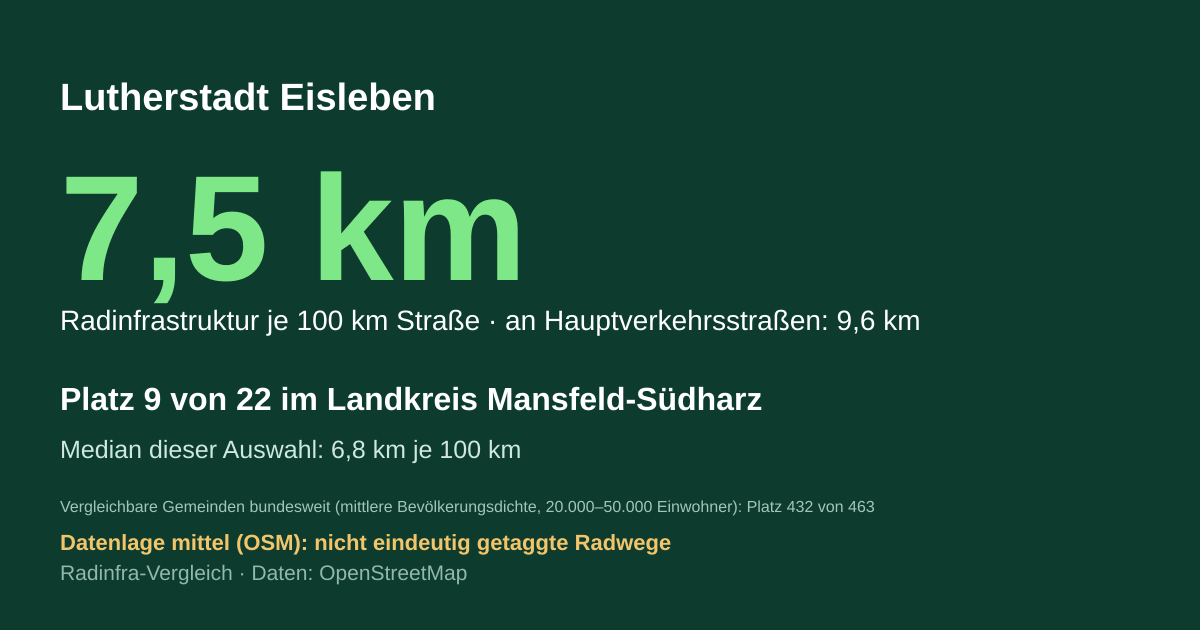 Lutherstadt Eisleben
7,5 km
Radinfrastruktur je 100 km Straße · an Hauptverkehrsstraßen: 9,6 km
Platz 9 von 22 im Landkreis Mansfeld-Südharz
Median dieser Auswahl: 6,8 km je 100 km
Vergleichbare Gemeinden bundesweit (mittlere Bevölkerungsdichte, 20.000–50.000 Einwohner): Platz 432 von 463
Datenlage mittel (OSM): nicht eindeutig getaggte Radwege
Radinfra-Vergleich · Daten: OpenStreetMap